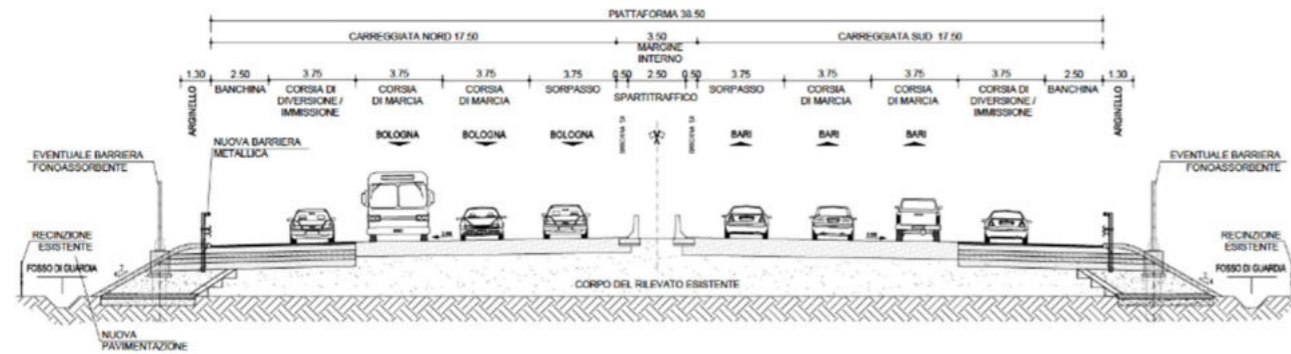 PIATTAFORMA 38.50
CARREGGIATA NORD 17.50
3.50
CARREGGIATA SUD 17.50
MARGINE
INTERNO
1.30
2.50
3.75
3.75
3.75
3.75
0.50
2.50
0.50
3.75
3.75
3.75
3.75
2.50
1.30
ARGINELLO
BANCHINA
CORSIA DI
DIVERSIONE /
IMMISSIONE
CORSIA
DI MARCIA
CORSIA
DI MARCIA
SORPASSO
SPARTITRAFFICO
SORPASSO
CORSIA
DI MARCIA
CORSIA
DI MARCIA
CORSIA DI
DIVERSIONE /
IMMISSIONE
BANCHINA
ARGINELLO
BOLOGNA
BOLOGNA
BOLOGNA
BARI
BARI
BARI
NUOVA BARRIERA
METALLICA
EVENTUALE BARRIERA
FONOASSORBENTE
EVENTUALE BARRIERA
FONOASSORBENTE
RECINZIONE
ESISTENTE
FOSSO DI GUARDIA
RECINZIONE
ESISTENTE
FOSSO DI GUARDIA
CORPO DEL RILEVATO ESISTENTE
NUOVA
PAVIMENTAZIONE